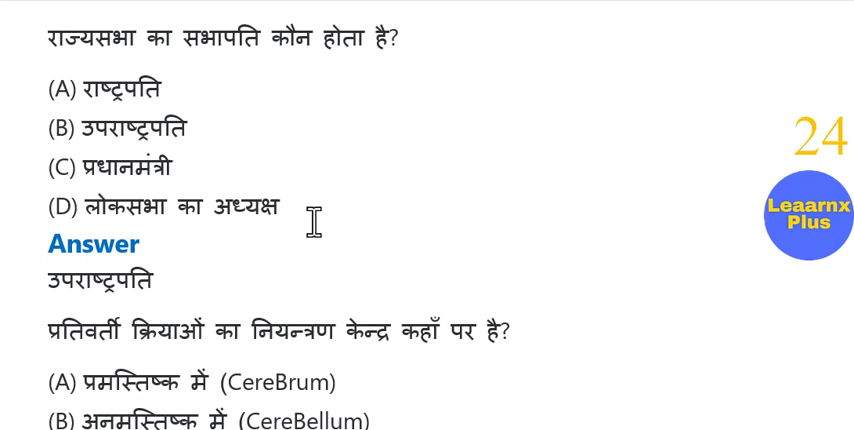 राज्यसभा का सभापति कौन होता है?
(A) राष्ट्रपति
(B) उपराष्ट्रपति
(C) प्रधानमंत्री
(D) लोकसभा का अध्यक्ष
24
Leaarnx
Plus
Answer
उपराष्ट्रपति
प्रतिवर्ती क्रियाओं का नियन्त्रण केन्द्र कहाँ पर है?
(A) प्रमस्तिष्क में (CereBrum)
(B) अनुमस्तिष्क में (CereBellum)